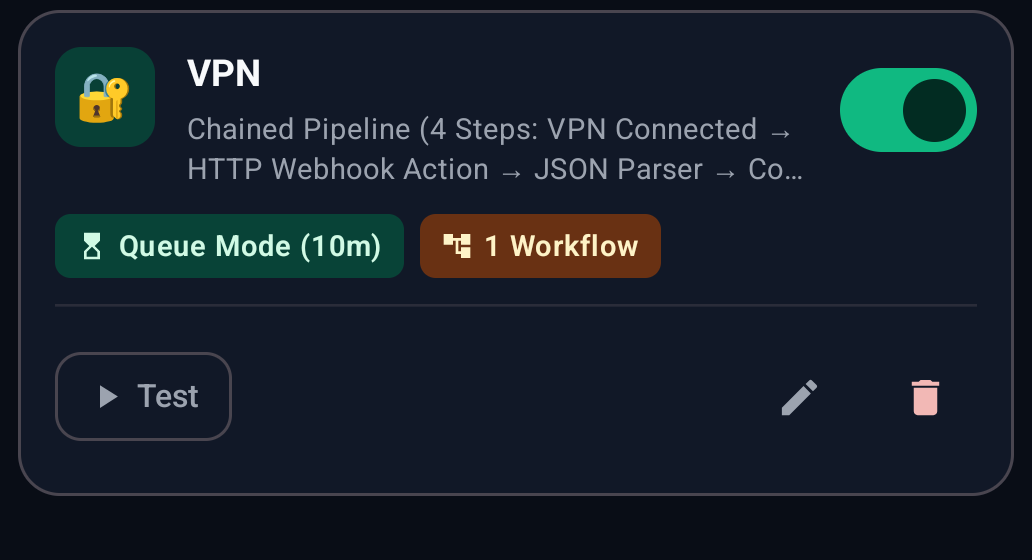 VPN
Chained Pipeline (4 Steps: VPN Connected →
HTTP Webhook Action → JSON Parser → Co…
Queue Mode (10m)
1 Workflow
Test